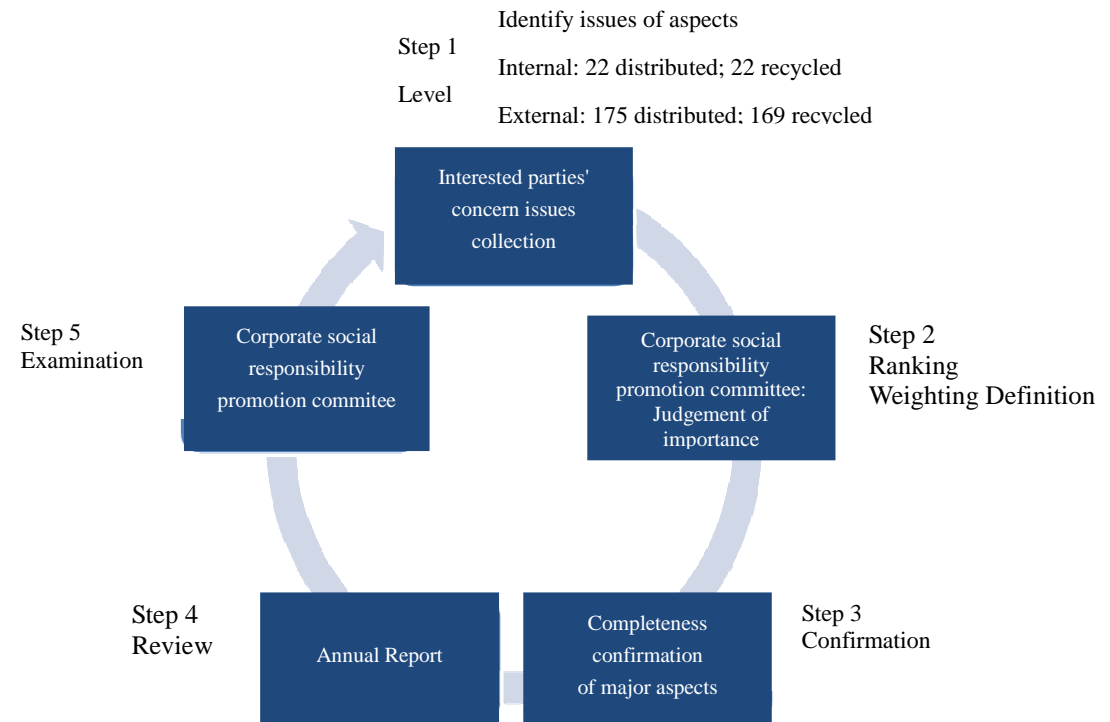 Step 1
Level
Identify issues of aspects
Internal: 22 distributed; 22 recycled
External: 175 distributed; 169 recycled
Interested parties'
concern issues
collection
Step 2
Ranking
Weighting Definition
Corporate social
responsibility
promotion committee:
Judgement of
importance
Step 3
Confirmation
Completeness
confirmation
of major aspects
Step 4
Review
Annual Report
Step 5
Examination
Corporate social
responsibility
promotion commitee